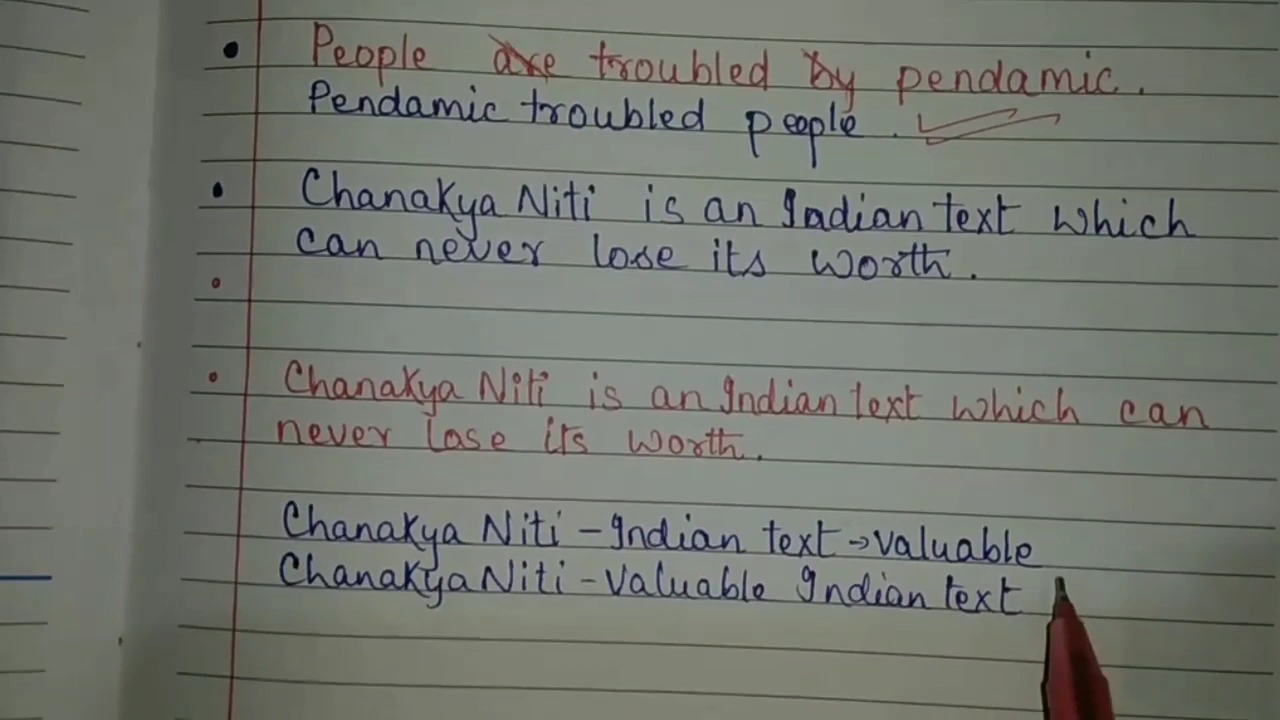 People are troubled by pendamic.
Pendamic troubled people.
Chanakya Niti is an Indian text which
can never lose its worth.
Chanakya Niti is an Indian text which can
never lose its worth.
Chanakya Niti - Indian text → valuable
Chanakya Niti - Valuable Indian text